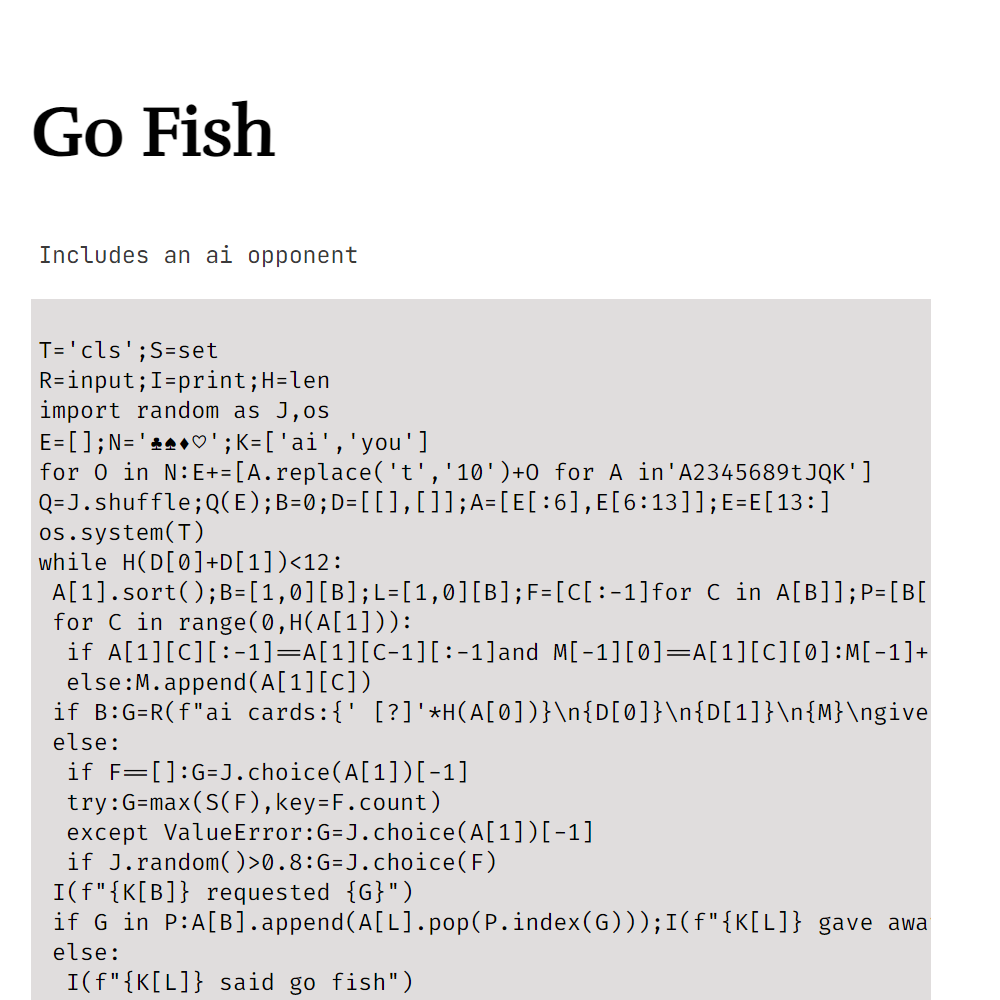 Go Fish
Includes an ai opponent
T='cls';S=set
R=input;I=print;H=len
import random as J,os
E=[];N='♣♠♦♡';K=['ai','you']
for O in N:E+=[A.replace('t','10')+O for A in'A2345689tJQK']
Q=J.shuffle;Q(E);B=0;D=[[],[]];A=[E[:6],E[6:13]];E=E[13:]
os.system(T)
while H(D[0]+D[1])<12:
 A[1].sort();B=[1,0][B];L=[1,0][B];F=[C[:-1]for C in A[B]];P=[B[
 for C in range(0,H(A[1])):
  if A[1][C][:-1]==A[1][C-1][:-1]and M[-1][0]==A[1][C][0]:M[-1]+
  else:M.append(A[1][C])
 if B:G=R(f"ai cards:{' [?]'*H(A[0])}\n{D[0]}\n{D[1]}\n{M}\ngive
 else:
  if F==[]:G=J.choice(A[1])[-1]
  try:G=max(S(F),key=F.count)
  except ValueError:G=J.choice(A[1])[-1]
  if J.random()>0.8:G=J.choice(F)
 I(f"{K[B]} requested {G}")
 if G in P:A[B].append(A[L].pop(P.index(G)));I(f"{K[L]} gave awa
 else:
  I(f"{K[L]} said go fish")